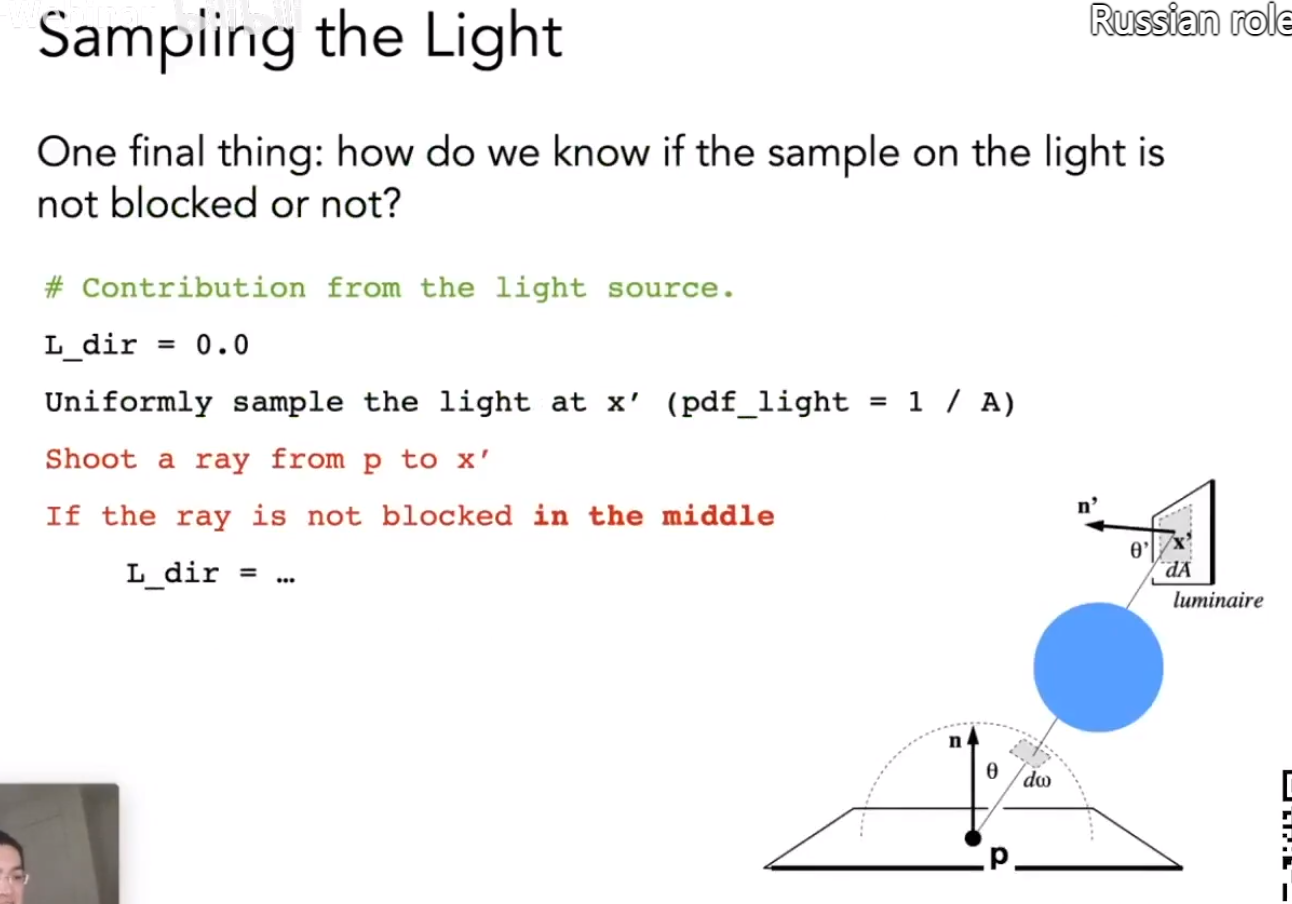 Sampling the Light
Russian role
One final thing: how do we know if the sample on the light is
not blocked or not?
# Contribution from the light source.
L_dir = 0.0
Uniformly sample the light at x′ (pdf_light = 1 / A)
Shoot a ray from p to x′
If the ray is not blocked in the middle
L_dir = …
n’
θ’
x’
dA
luminaire
n
θ
dω
p